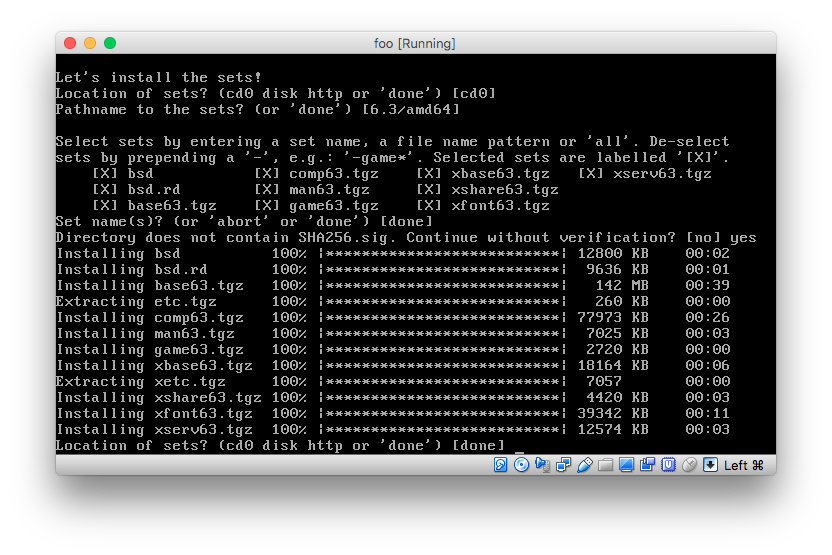 foo [Running]
Let's install the sets!
Location of sets? (cd0 disk http or 'done') [cd0]
Pathname to the sets? (or 'done') [6.3/amd64]
Select sets by entering a set name, a file name pattern or 'all'. De-select
sets by prepending a '-', e.g.: '-game*'. Selected sets are labelled '[X]'.
[X] bsd [X] comp63.tgz [X] xbase63.tgz [X] xserv63.tgz
[X] bsd.rd [X] man63.tgz [X] xshare63.tgz
[X] base63.tgz [X] game63.tgz [X] xfont63.tgz
Set name(s)? (or 'abort' or 'done') [done]
Directory does not contain SHA256.sig. Continue without verification? [no] yes
Installing bsd 100% |**************************| 12800 KB 00:02
Installing bsd.rd 100% |**************************| 9636 KB 00:01
Installing base63.tgz 100% |**************************| 142 MB 00:39
Extracting etc.tgz 100% |**************************| 260 KB 00:00
Installing comp63.tgz 100% |**************************| 77973 KB 00:26
Installing man63.tgz 100% |**************************| 7025 KB 00:03
Installing game63.tgz 100% |**************************| 2720 KB 00:00
Installing xbase63.tgz 100% |**************************| 18164 KB 00:06
Extracting xetc.tgz 100% |**************************| 7057 00:00
Installing xshare63.tgz 100% |**************************| 4420 KB 00:03
Installing xfont63.tgz 100% |**************************| 39342 KB 00:11
Installing xserv63.tgz 100% |**************************| 12574 KB 00:03
Location of sets? (cd0 disk http or 'done') [done] _
Left ⌘